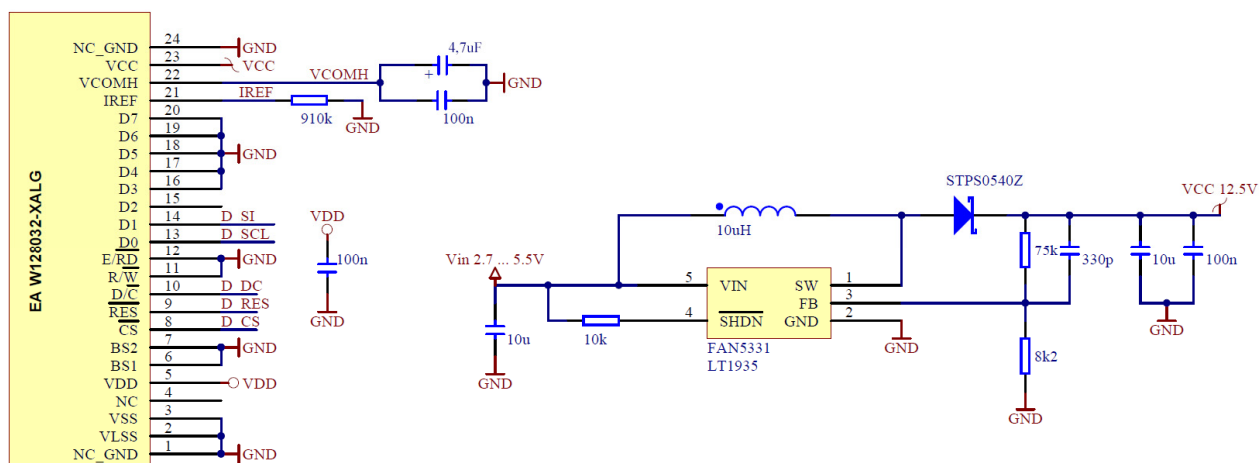 EA W128032-XALG
NC_GND 24 GND
VCC 23 VCC
VCOMH 22 VCOMH
IREF 21 IREF
D7 20
D6 19
D5 18 GND
D4 17
D3 16
D2 15
D1 14 D_SI
D0 13 D_SCL
E/RD 12 GND
R/W 11
D/C 10 D_DC
RES 9 D_RES
CS 8 D_CS
BS2 7 GND
BS1 6
VDD 5 VDD
NC 4
VSS 3
VLSS 2
NC_GND 1 GND
4,7uF
+
GND
100n
910k
GND
VDD
100n
GND
Vin 2.7 ... 5.5V
10u
GND
10k
10uH
5 VIN SW 1
FB 3
4 SHDN GND 2
FAN5331
LT1935
GND
STPS0540Z
VCC 12.5V
75k
330p
10u
100n
GND
8k2
GND